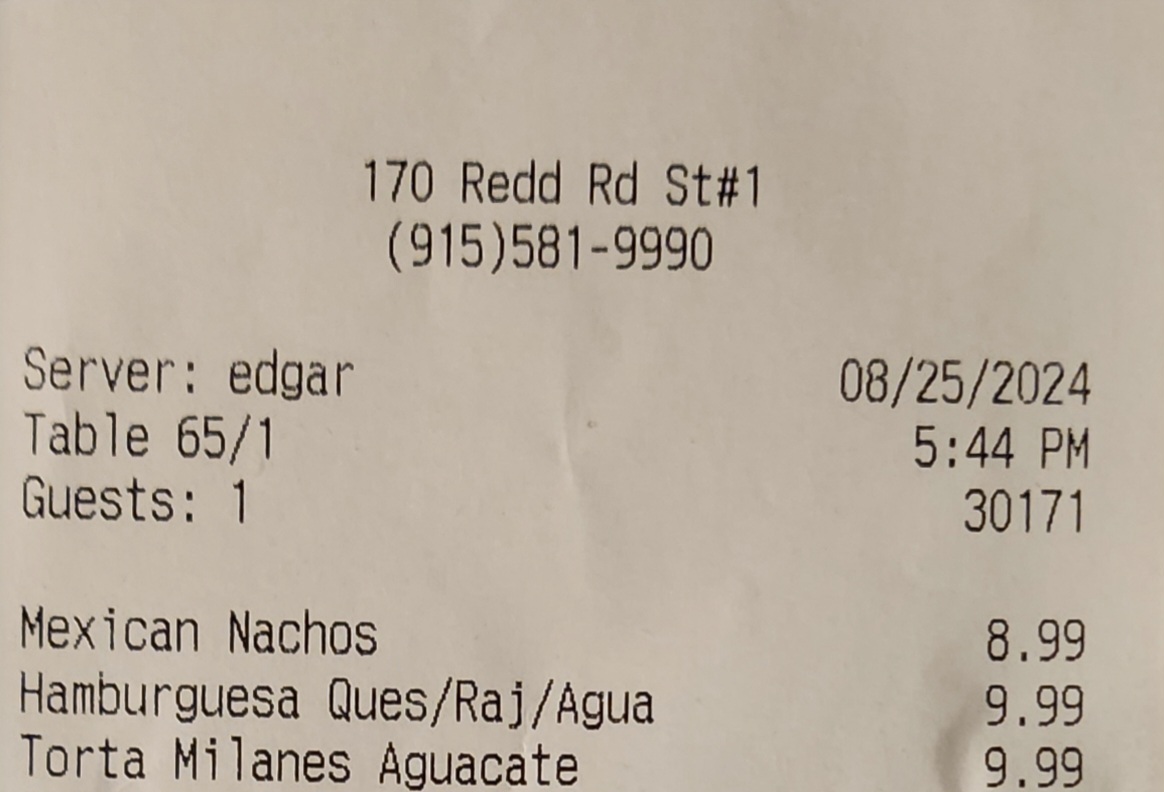 170 Redd Rd St#1
(915)581-9990
Server: edgar 08/25/2024
Table 65/1 5:44 PM
Guests: 1 30171
Mexican Nachos 8.99
Hamburguesa Ques/Raj/Agua 9.99
Torta Milanes Aguacate 9.99